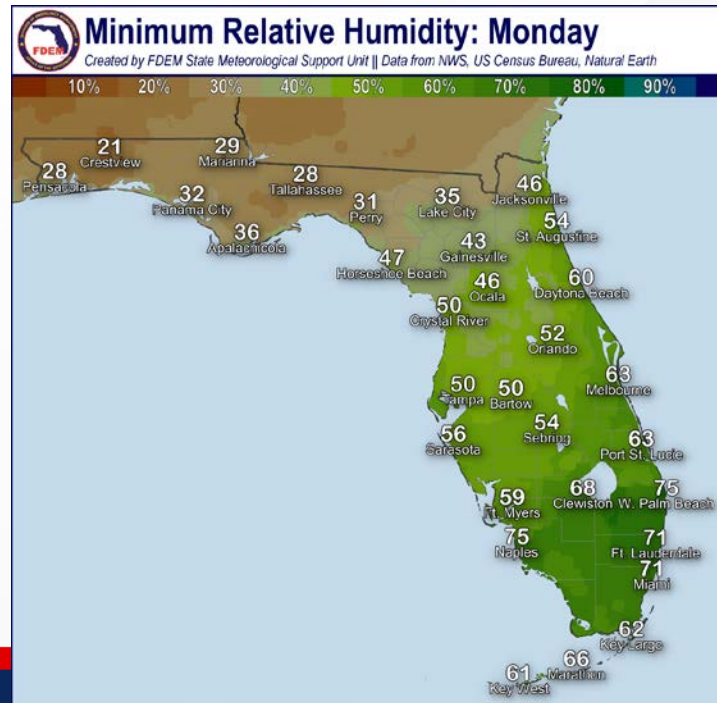 FDEM
Minimum Relative Humidity: Monday
Created by FDEM State Meteorological Support Unit || Data from NWS, US Census Bureau, Natural Earth
10% 20% 30% 40% 50% 60% 70% 80% 90%
21
Crestview
29
Marianna
28
Pensacola
28
Tallahassee
32
Panama City
31
Perry
35
Lake City
46
Jacksonville
36
Apalachicola
54
St. Augustine
43
Gainesville
47
Horseshoe Beach
46
Ocala
60
Daytona Beach
50
Crystal River
52
Orlando
63
Melbourne
50
Tampa
50
Bartow
54
Sebring
56
Sarasota
63
Port St. Lucie
59
Ft. Myers
68
Clewiston
75
W. Palm Beach
75
Naples
71
Ft. Lauderdale
71
Miami
62
Key Largo
66
Marathon
61
Key West